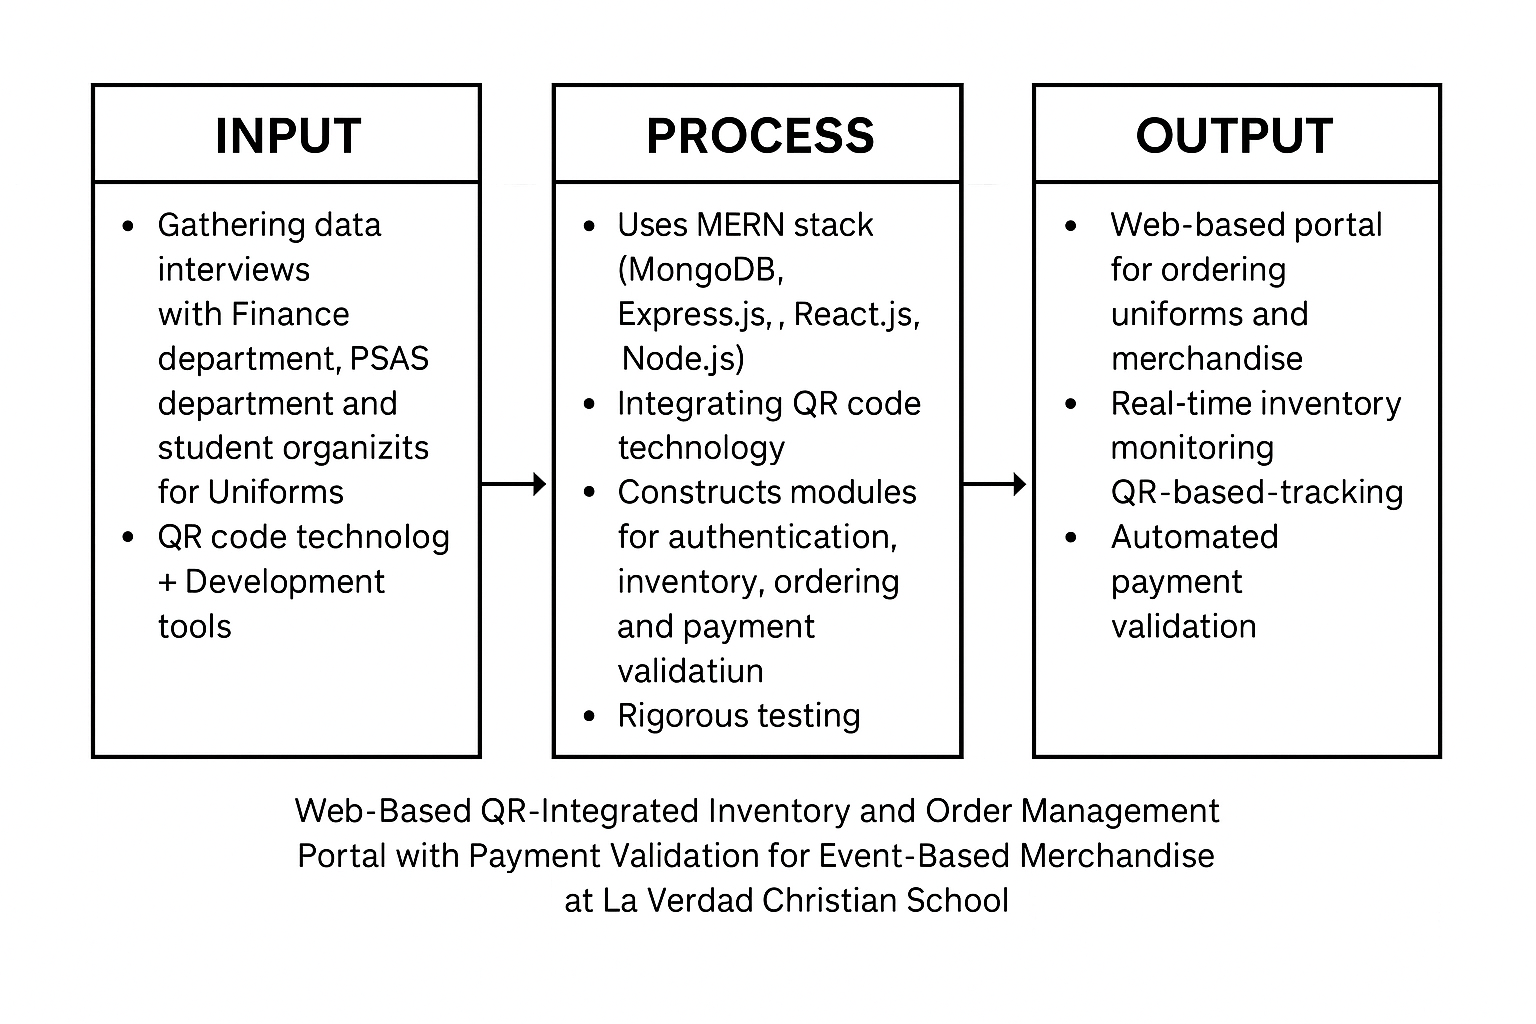 INPUT
• Gathering data
interviews
with Finance
department, PSAS
department and
student organizits
for Uniforms
• QR code technolog
+ Development
tools
PROCESS
• Uses MERN stack
(MongoDB,
Express.js, , React.js,
Node.js)
• Integrating QR code
technology
• Constructs modules
for authentication,
inventory, ordering
and payment
validatiun
• Rigorous testing
OUTPUT
• Web-based portal
for ordering
uniforms and
merchandise
• Real-time inventory
monitoring
QR-based-tracking
• Automated
payment
validation
Web-Based QR-Integrated Inventory and Order Management
Portal with Payment Validation for Event-Based Merchandise
at La Verdad Christian School